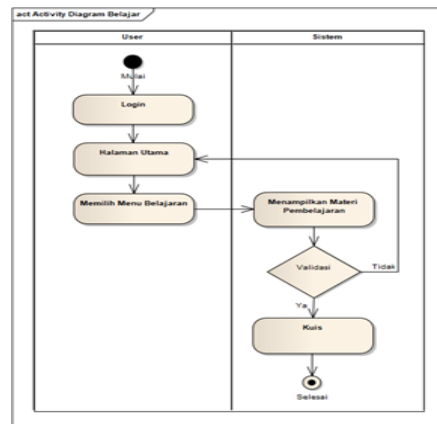 act Activity Diagram Belajar
User
Sistem
Mulai
Login
Halaman Utama
Memilih Menu Belajaran
Menampilkan Materi
Pembelajaran
Validasi
Tidak
Ya
Kuis
Selesai